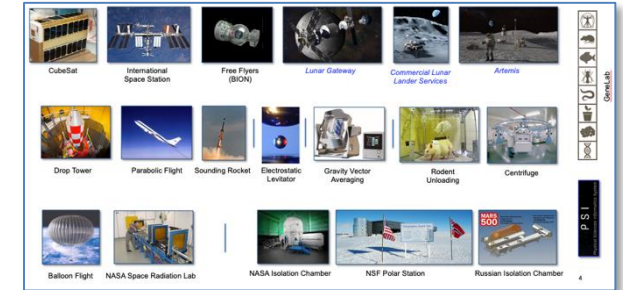 CubeSat
International
Space Station
Free Flyers
(BION)
Lunar Gateway
Commercial Lunar
Lander Services
Artemis
GeneLab
Drop Tower
Parabolic Flight
Sounding Rocket
Electrostatic
Levitator
Gravity Vector
Averaging
Rodent
Unloading
Centrifuge
PSI
Balloon Flight
NASA Space Radiation Lab
NASA Isolation Chamber
NSF Polar Station
MARS
500
Russian Isolation Chamber
4